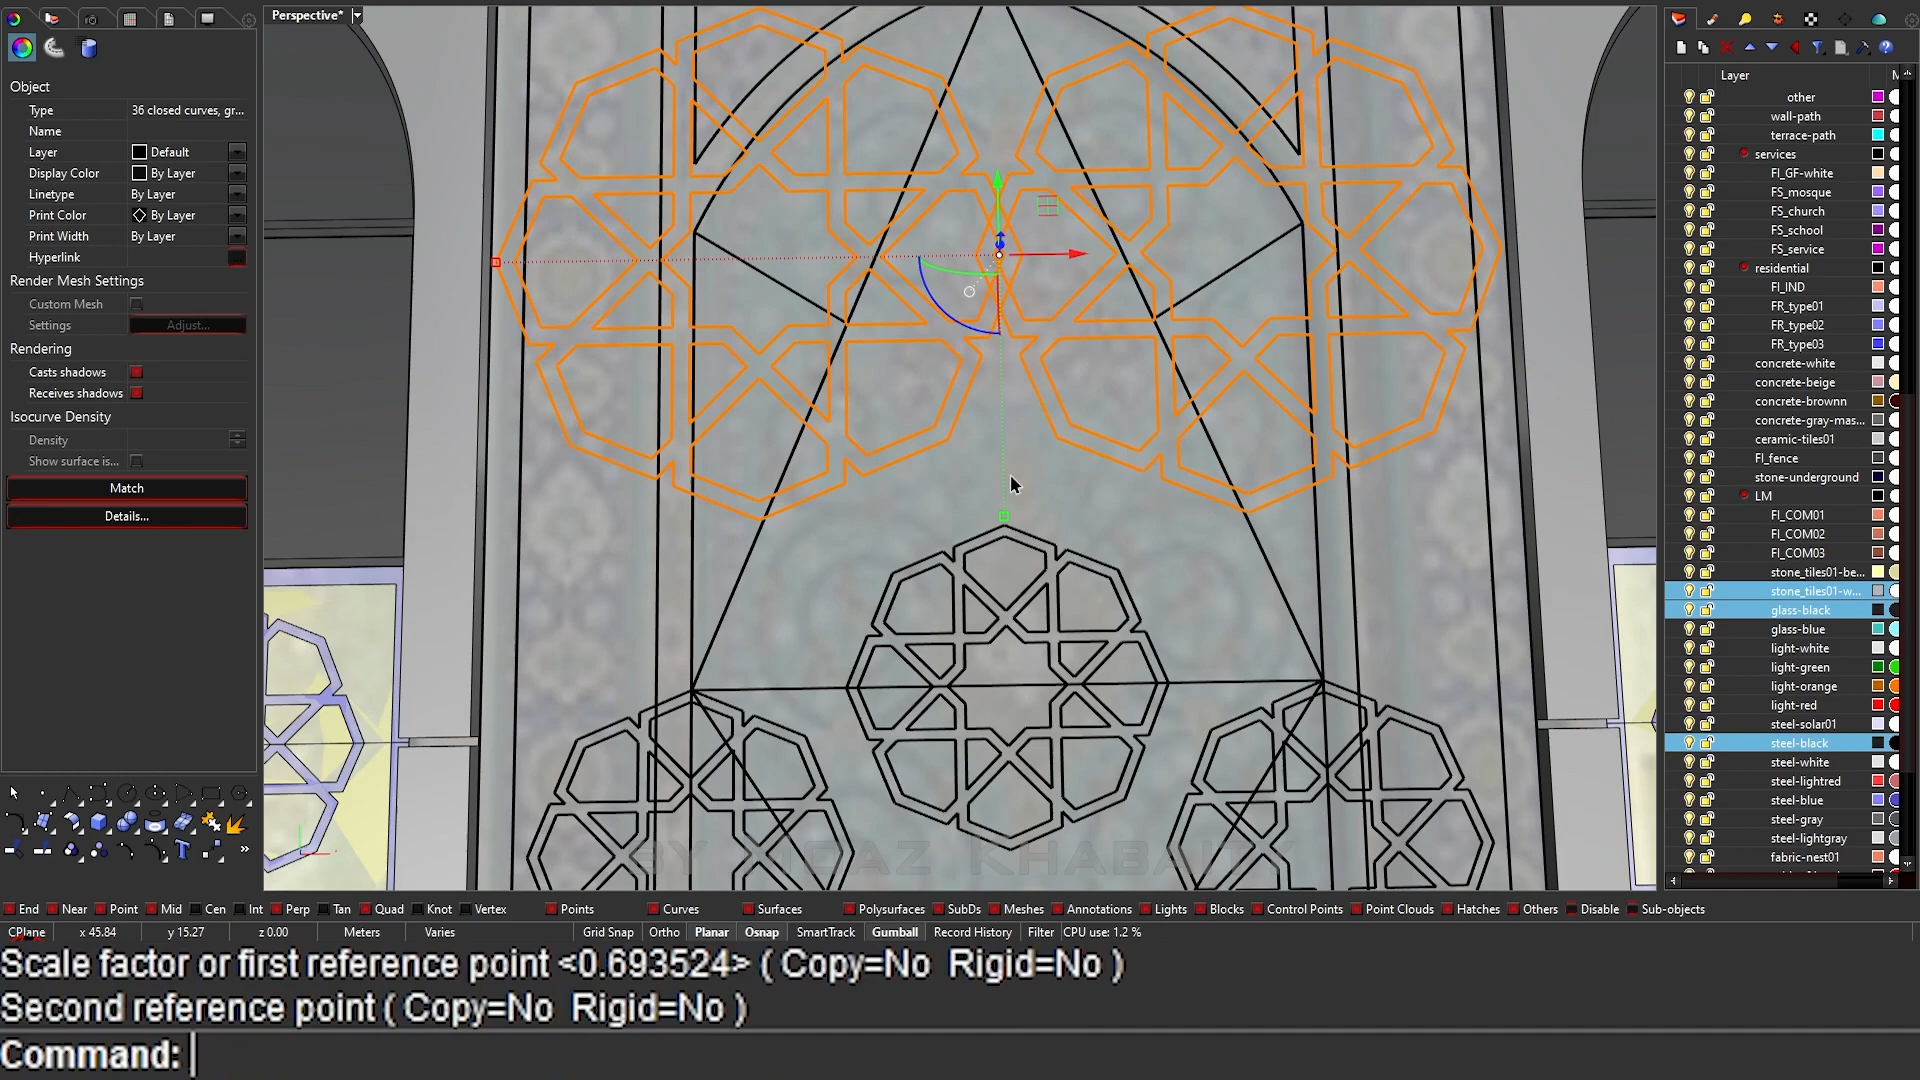 Perspective*
Object
Type 36 closed curves, gr...
Name
Layer Default
Display Color By Layer
Linetype By Layer
Print Color By Layer
Print Width By Layer
Hyperlink
Render Mesh Settings
Custom Mesh
Settings Adjust...
Rendering
Casts shadows
Receives shadows
Isocurve Density
Density
Show surface is...
Match
Details...
Layer
other
wall-path
terrace-path
services
FI_GF-white
FS_mosque
FS_church
FS_school
FS_service
residential
FI_IND
FR_type01
FR_type02
FR_type03
concrete-white
concrete-beige
concrete-brownn
concrete-gray-mas...
ceramic-tiles01
FI_fence
stone-underground
LM
FI_COM01
FI_COM02
FI_COM03
stone_tiles01-be...
stone_tiles01-w...
glass-black
glass-blue
light-white
light-green
light-orange
light-red
steel-solar01
steel-black
steel-white
steel-lightred
steel-blue
steel-gray
steel-lightgray
fabric-nest01
End Near Point Mid Cen Int Perp Tan Quad Knot Vertex Points Curves Surfaces Polysurfaces SubDs Meshes Annotations Lights Blocks Control Points Point Clouds Hatches Others Disable Sub-objects
CPlane x 45.84 y 15.27 z 0.00 Meters Varies Grid Snap Ortho Planar Osnap SmartTrack Gumball Record History Filter CPU use: 1.2 %
Scale factor or first reference point <0.693524> ( Copy=No Rigid=No )
Second reference point ( Copy=No Rigid=No )
Command: